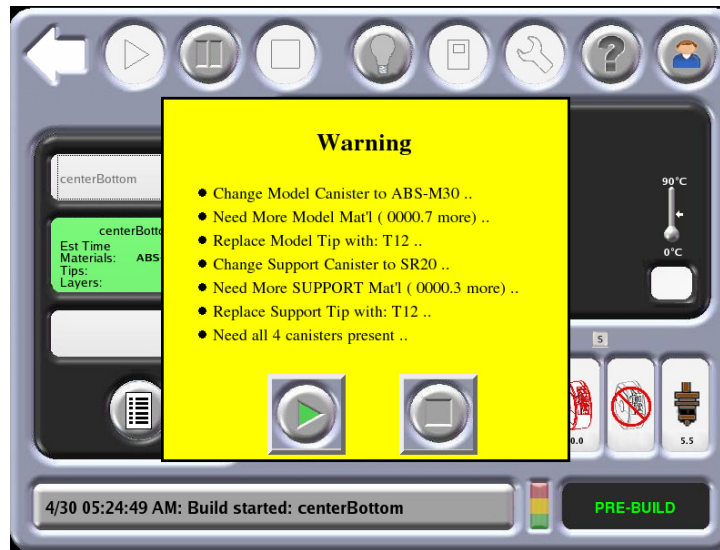 Warning
Change Model Canister to ABS-M30 ..
Need More Model Mat'l ( 0000.7 more) ..
Replace Model Tip with: T12 ..
Change Support Canister to SR20 ..
Need More SUPPORT Mat'l ( 0000.3 more) ..
Replace Support Tip with: T12 ..
Need all 4 canisters present ..
centerBottom
Est Time
Materials: ABS-
Tips:
Layers:
90°C
0°C
S
5.5
4/30 05:24:49 AM: Build started: centerBottom
PRE-BUILD